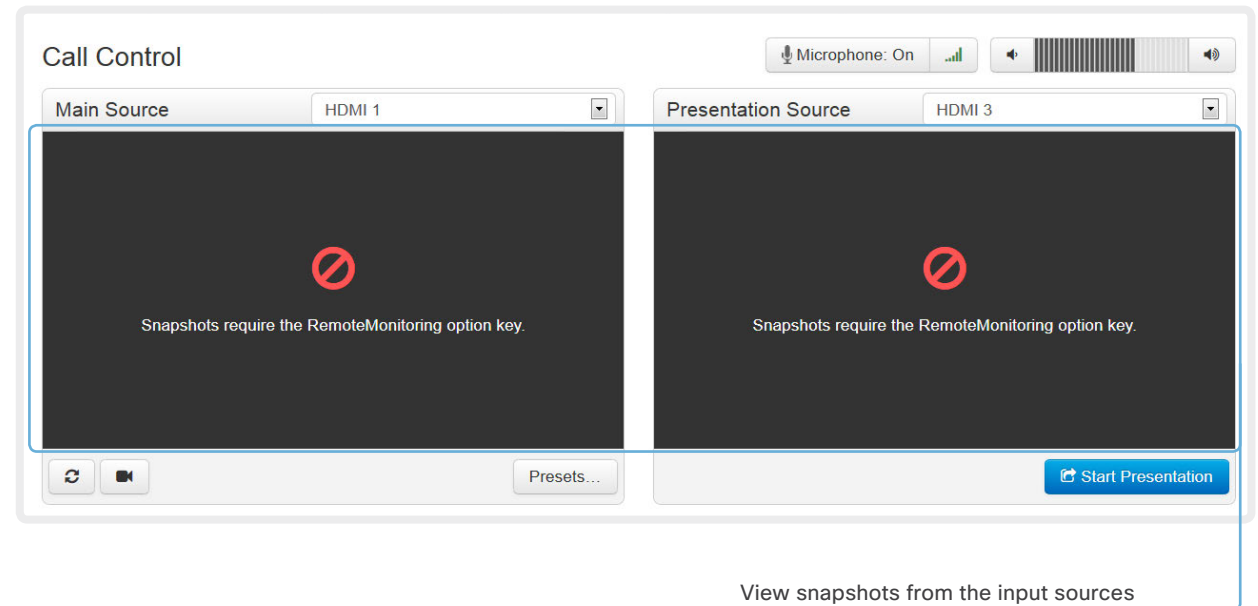 Call Control
Microphone: On
Main Source
HDMI 1
Presentation Source
HDMI 3
Snapshots require the RemoteMonitoring option key.
Snapshots require the RemoteMonitoring option key.
Presets...
Start Presentation
View snapshots from the input sources